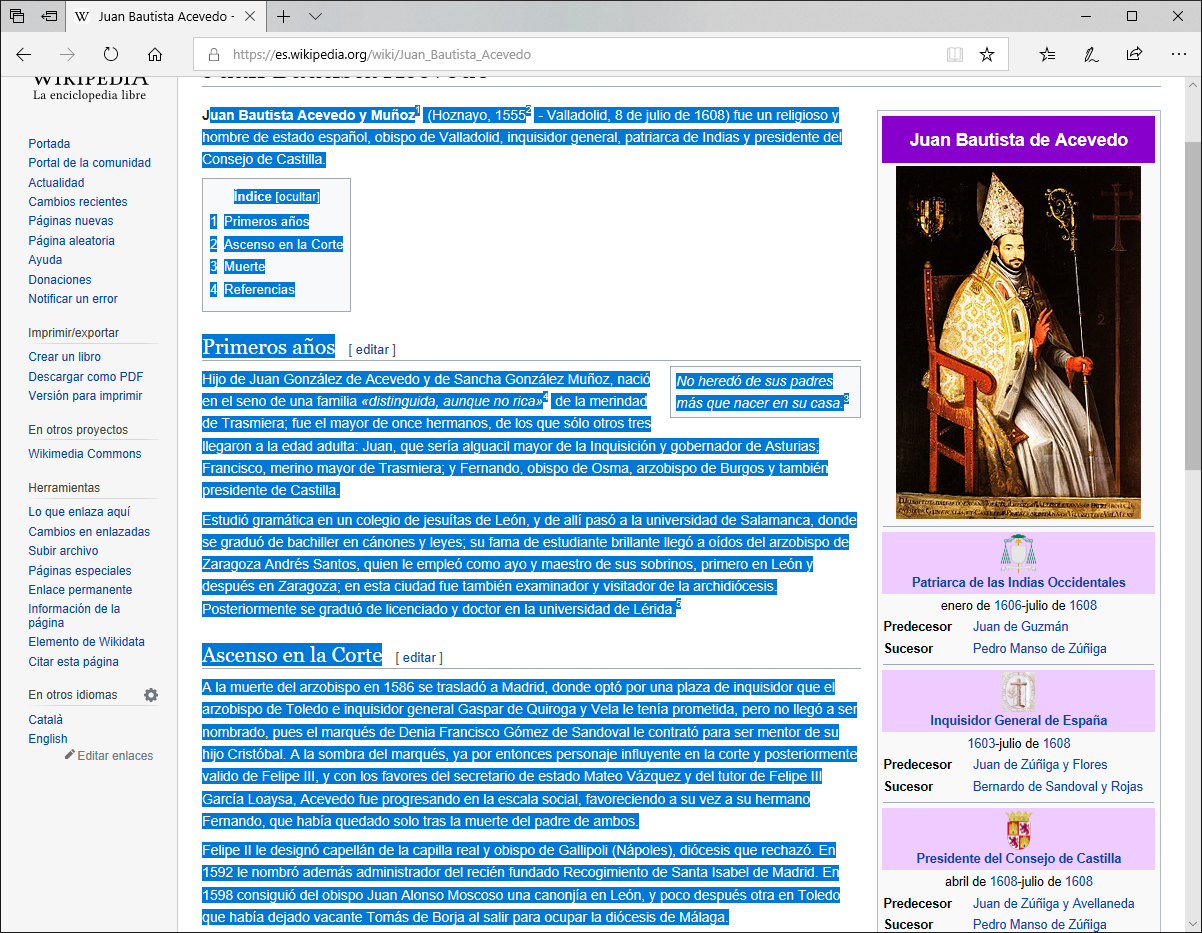 Juan Bautista Acevedo -
https://es.wikipedia.org/wiki/Juan_Bautista_Acevedo
WIKIPEDIA
La enciclopedia libre
Portada
Portal de la comunidad
Actualidad
Cambios recientes
Páginas nuevas
Página aleatoria
Ayuda
Donaciones
Notificar un error
Imprimir/exportar
Crear un libro
Descargar como PDF
Versión para imprimir
En otros proyectos
Wikimedia Commons
Herramientas
Lo que enlaza aquí
Cambios en enlazadas
Subir archivo
Páginas especiales
Enlace permanente
Información de la
página
Elemento de Wikidata
Citar esta página
En otros idiomas
Català
English
Editar enlaces
Juan Bautista Acevedo y Muñoz1 (Hoznayo, 15552 - Valladolid, 8 de julio de 1608) fue un religioso y
hombre de estado español, obispo de Valladolid, inquisidor general, patriarca de Indias y presidente del
Consejo de Castilla.
Índice [ocultar]
1 Primeros años
2 Ascenso en la Corte
3 Muerte
4 Referencias
Primeros años [ editar ]
Hijo de Juan González de Acevedo y de Sancha González Muñoz, nació
en el seno de una familia «distinguida, aunque no rica»4 de la merindad
de Trasmiera; fue el mayor de once hermanos, de los que sólo otros tres
llegaron a la edad adulta: Juan, que sería alguacil mayor de la Inquisición y gobernador de Asturias;
Francisco, merino mayor de Trasmiera; y Fernando, obispo de Osma, arzobispo de Burgos y también
presidente de Castilla.
No heredó de sus padres
más que nacer en su casa.3
Estudió gramática en un colegio de jesuítas de León, y de allí pasó a la universidad de Salamanca, donde
se graduó de bachiller en cánones y leyes; su fama de estudiante brillante llegó a oídos del arzobispo de
Zaragoza Andrés Santos, quien le empleó como ayo y maestro de sus sobrinos, primero en León y
después en Zaragoza; en esta ciudad fue también examinador y visitador de la archidiócesis.
Posteriormente se graduó de licenciado y doctor en la universidad de Lérida.5
Ascenso en la Corte [ editar ]
A la muerte del arzobispo en 1586 se trasladó a Madrid, donde optó por una plaza de inquisidor que el
arzobispo de Toledo e inquisidor general Gaspar de Quiroga y Vela le tenía prometida, pero no llegó a ser
nombrado, pues el marqués de Denia Francisco Gómez de Sandoval le contrató para ser mentor de su
hijo Cristóbal. A la sombra del marqués, ya por entonces personaje influyente en la corte y posteriormente
valido de Felipe III, y con los favores del secretario de estado Mateo Vázquez y del tutor de Felipe III
García Loaysa, Acevedo fue progresando en la escala social, favoreciendo a su vez a su hermano
Fernando, que había quedado solo tras la muerte del padre de ambos.
Felipe II le designó capellán de la capilla real y obispo de Gallipoli (Nápoles), diócesis que rechazó. En
1592 le nombró además administrador del recién fundado Recogimiento de Santa Isabel de Madrid. En
1598 consiguió del obispo Juan Alonso Moscoso una canonjía en León, y poco después otra en Toledo
que había dejado vacante Tomás de Borja al salir para ocupar la diócesis de Málaga.
Juan Bautista de Acevedo
Patriarca de las Indias Occidentales
enero de 1606-julio de 1608
Predecesor Juan de Guzmán
Sucesor Pedro Manso de Zúñiga
Inquisidor General de España
1603-julio de 1608
Predecesor Juan de Zúñiga y Flores
Sucesor Bernardo de Sandoval y Rojas
Presidente del Consejo de Castilla
abril de 1608-julio de 1608
Predecesor Juan de Zúñiga y Avellaneda
Sucesor Pedro Manso de Zúñiga